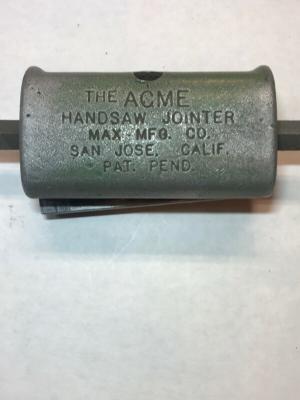 THE ACME
HANDSAW JOINTER
MAX MFG. CO.
SAN JOSE, CALIF.
PAT. PEND.